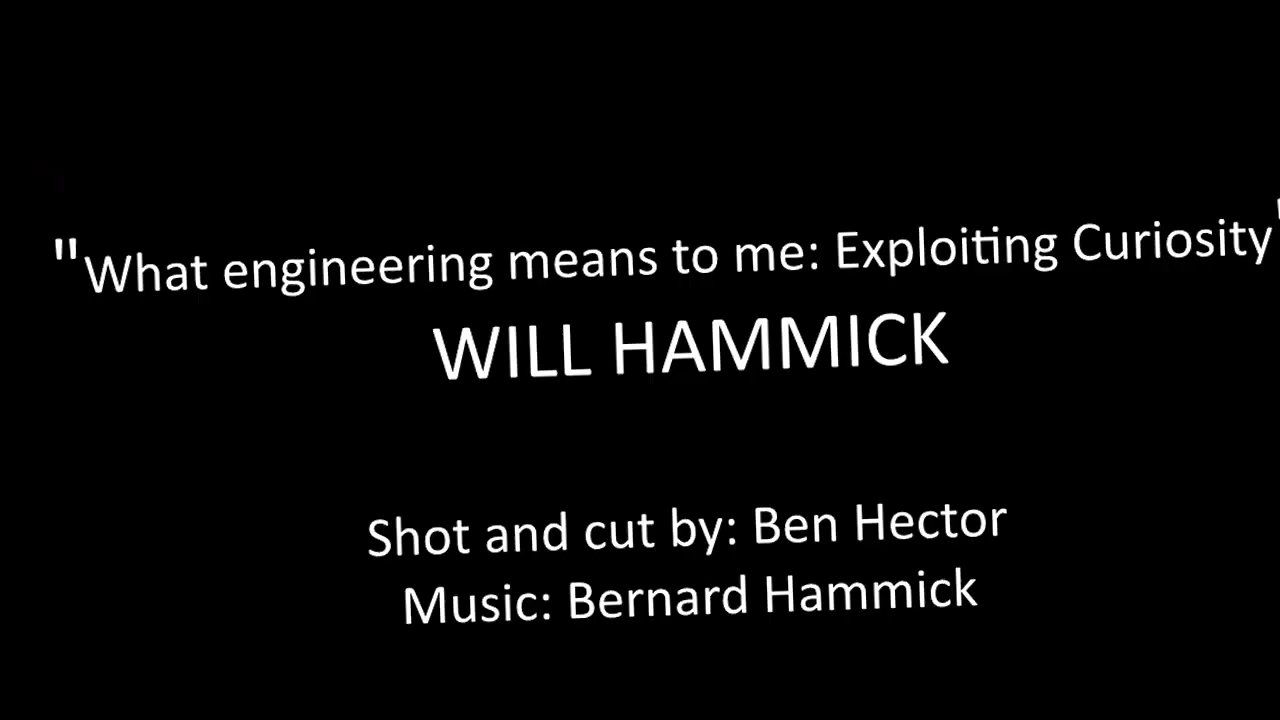 "What engineering means to me: Exploiting Curiosity"
WILL HAMMICK
Shot and cut by: Ben Hector
Music: Bernard Hammick